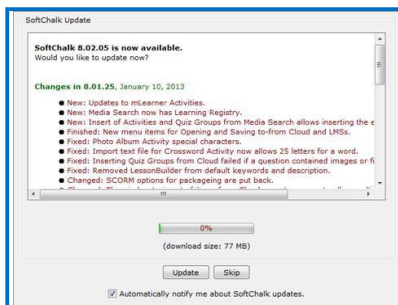 SoftChalk Update
SoftChalk 8.02.05 is now available.
Would you like to update now?
Changes in 8.01.25, January 10, 2013
● New: Updates to mLearner Activities.
● New: Media Search now has Learning Registry.
● New: Insert of Activities and Quiz Groups from Media Search allows inserting the e
● Finished: New menu items for Opening and Saving to-from Cloud and LMSs.
● Fixed: Photo Album Activity special characters.
● Fixed: Import text file for Crossword Activity now allows 25 letters for a word.
● Fixed: Inserting Quiz Groups from Cloud failed if a question contained images or fi
● Fixed: Removed LessonBuilder from default keywords and description.
● Changed: SCORM options for packageing are put back.
0%
(download size: 77 MB)
Update Skip
Automatically notify me about SoftChalk updates.